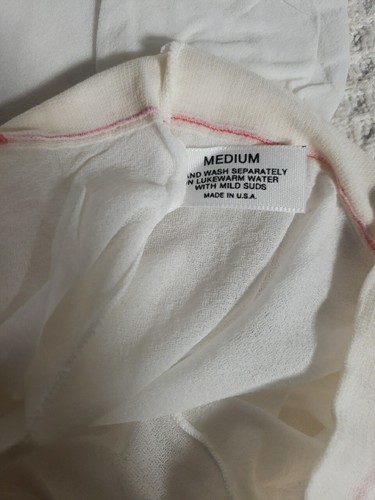 MEDIUM
AND WASH SEPARATELY
N LUKEWARM WATER
WITH MILD SUDS
MADE IN U.S.A.